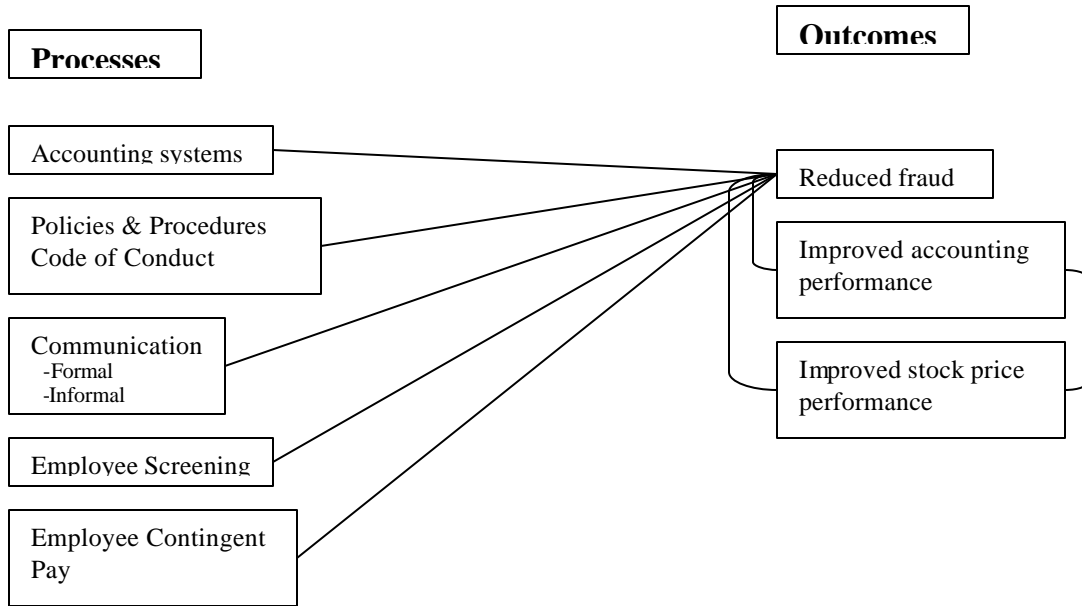 Processes
Accounting systems
Policies & Procedures
Code of Conduct
Communication
-Formal
-Informal
Employee Screening
Employee Contingent
Pay
Outcomes
Reduced fraud
Improved accounting
performance
Improved stock price
performance